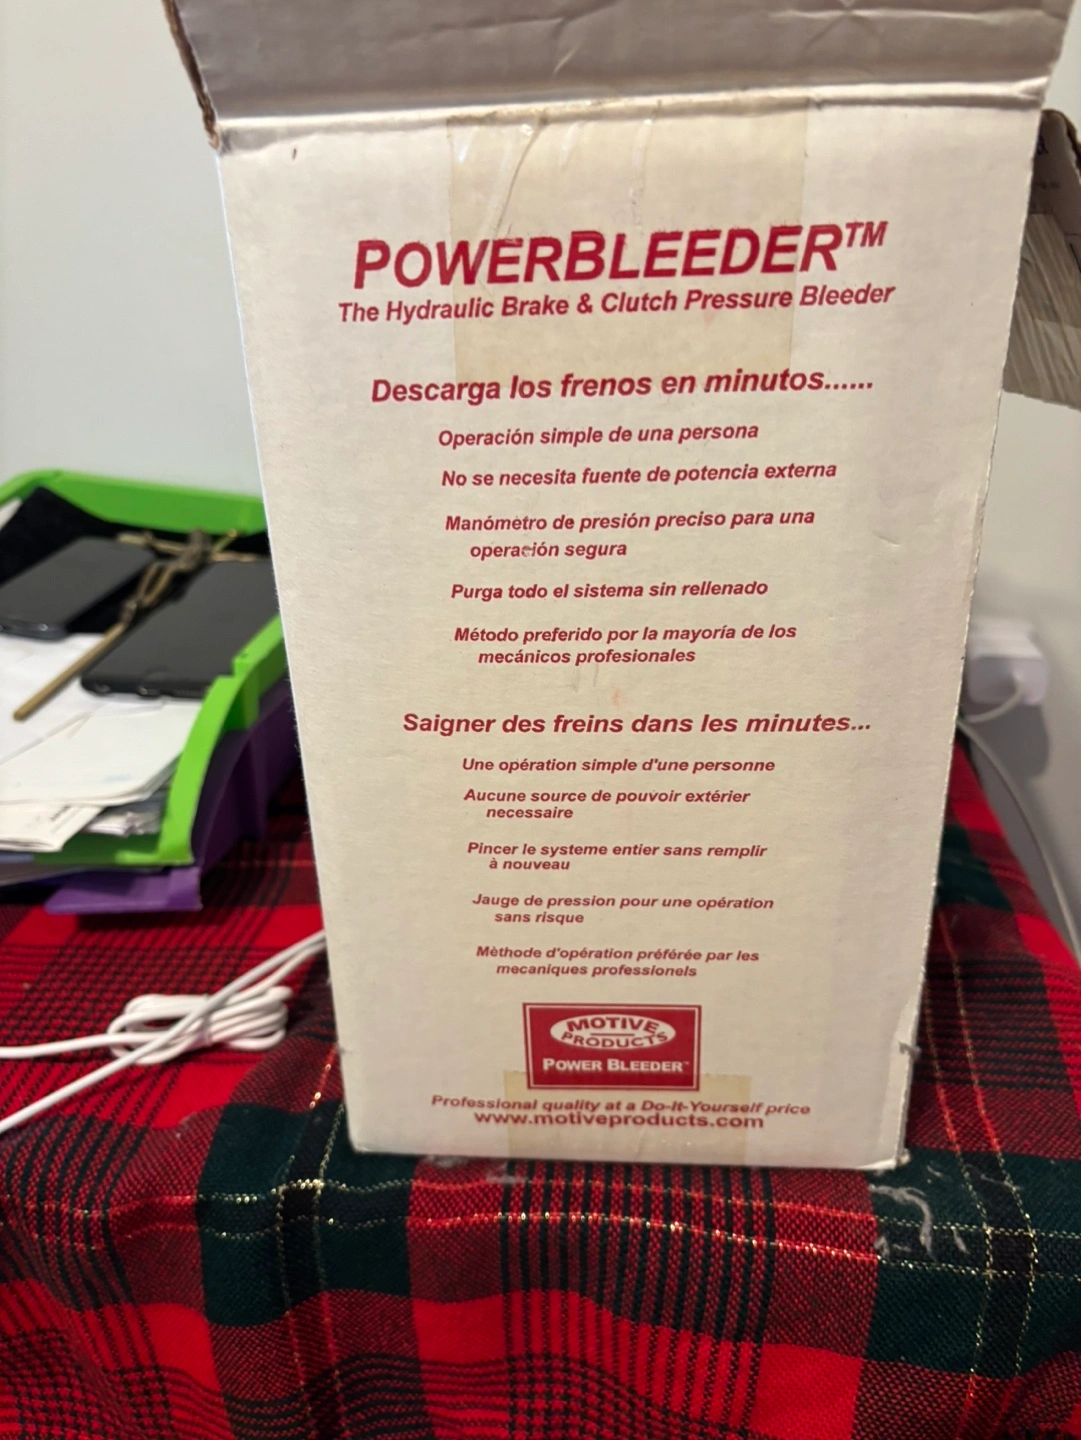 POWERBLEEDER™
The Hydraulic Brake & Clutch Pressure Bleeder
Descarga los frenos en minutos......
Operación simple de una persona
No se necesita fuente de potencia externa
Manómetro de presión preciso para una
operación segura
Purga todo el sistema sin rellenado
Método preferido por la mayoría de los
mecánicos profesionales
Saigner des freins dans les minutes...
Une opération simple d'une personne
Aucune source de pouvoir extérier
necessaire
Pincer le systeme entier sans remplir
à nouveau
Jauge de pression pour une opération
sans risque
Mèthode d'opération préférée par les
mecaniques professionels
MOTIVE
PRODUCTS
POWER BLEEDER™
Professional quality at a Do-It-Yourself price
www.motiveproducts.com